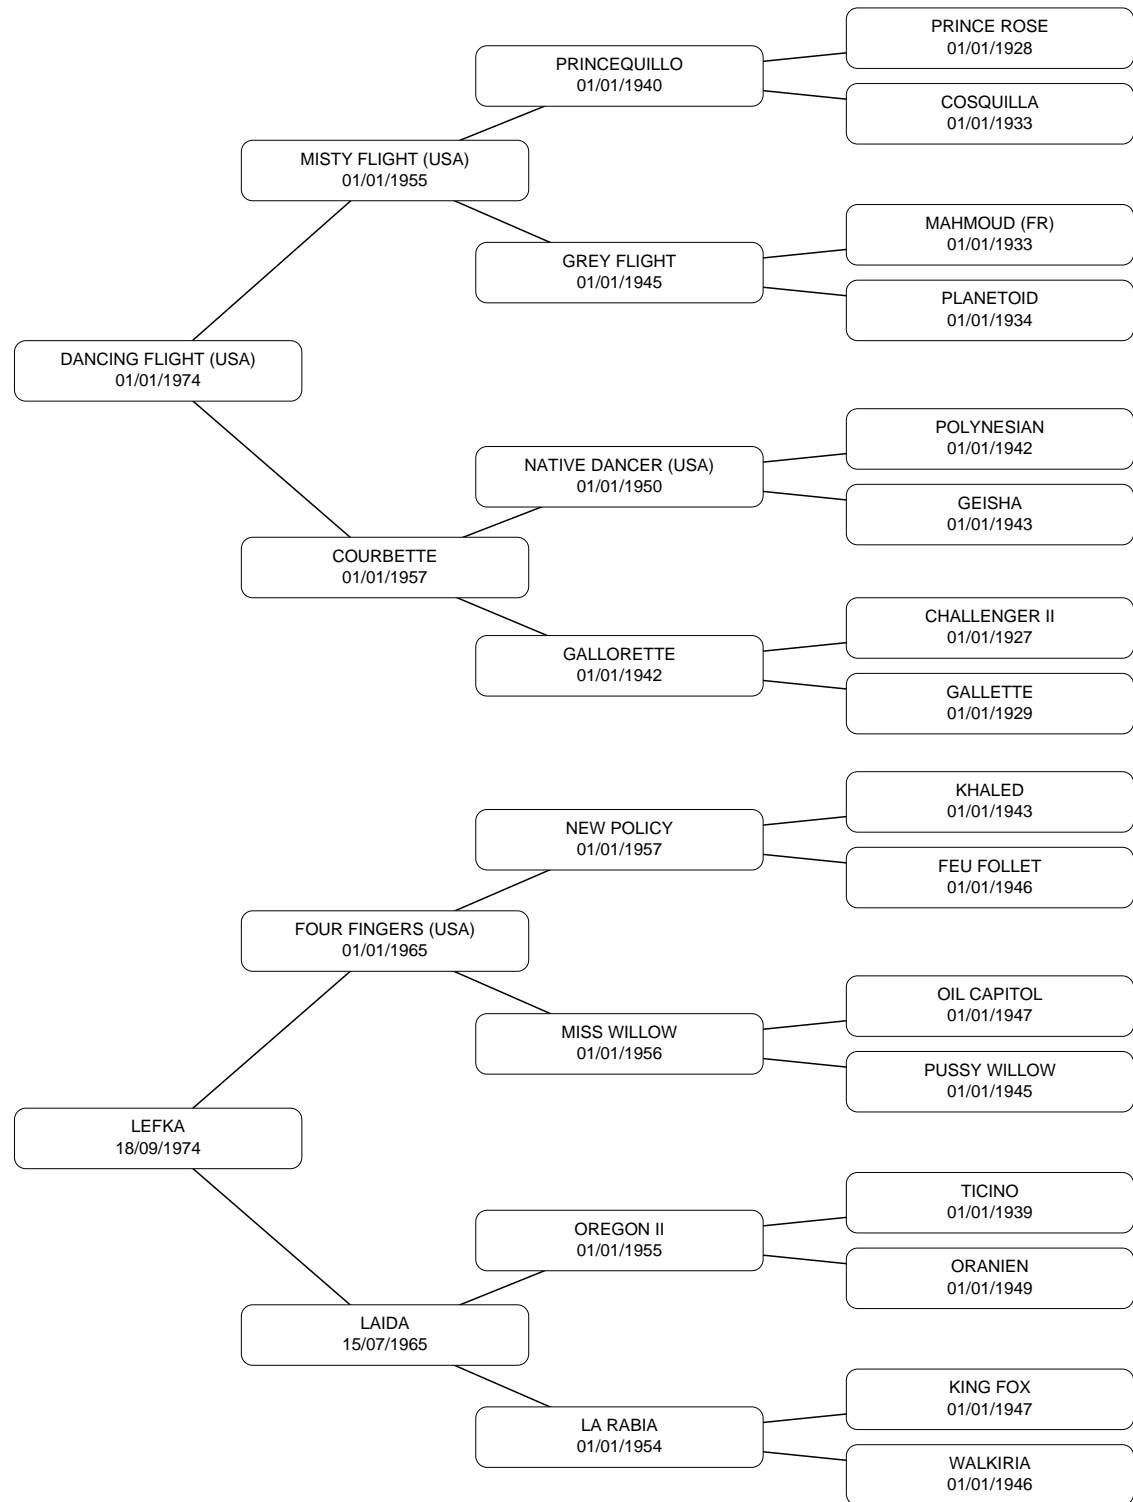 PRINCE ROSE
01/01/1928
PRINCEQUILLO
01/01/1940
COSQUILLA
01/01/1933
MISTY FLIGHT (USA)
01/01/1955
MAHMOUD (FR)
01/01/1933
GREY FLIGHT
01/01/1945
PLANETOID
01/01/1934
DANCING FLIGHT (USA)
01/01/1974
POLYNESIAN
01/01/1942
NATIVE DANCER (USA)
01/01/1950
GEISHA
01/01/1943
COURBETTE
01/01/1957
CHALLENGER II
01/01/1927
GALLORETTE
01/01/1942
GALLETTE
01/01/1929
KHALED
01/01/1943
NEW POLICY
01/01/1957
FEU FOLLET
01/01/1946
FOUR FINGERS (USA)
01/01/1965
OIL CAPITOL
01/01/1947
MISS WILLOW
01/01/1956
PUSSY WILLOW
01/01/1945
LEFKA
18/09/1974
TICINO
01/01/1939
OREGON II
01/01/1955
ORANIEN
01/01/1949
LAIDA
15/07/1965
KING FOX
01/01/1947
LA RABIA
01/01/1954
WALKIRIA
01/01/1946